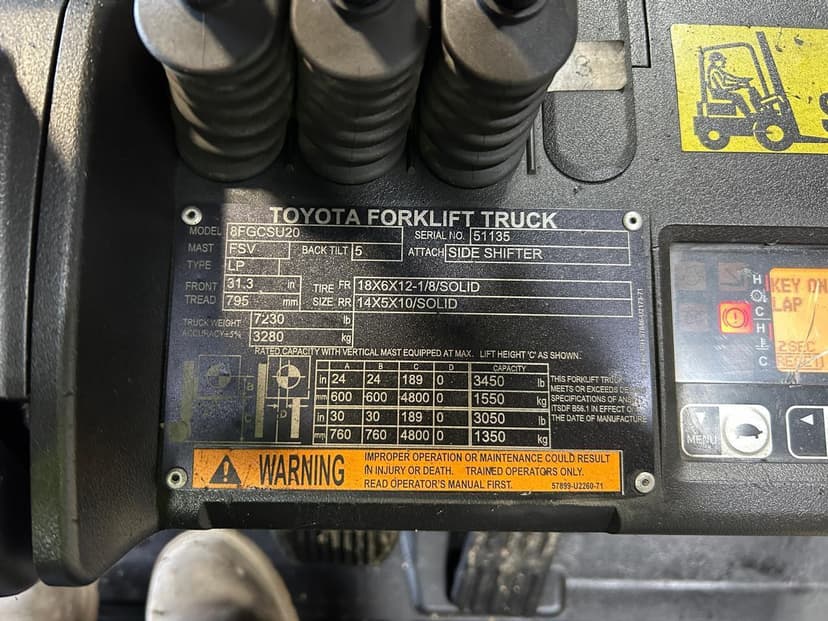 3
TOYOTA FORKLIFT TRUCK
MODEL 8FGCSU20 SERIAL NO. 51135
MAST FSV BACK TILT 5 ATTACH SIDE SHIFTER
TYPE LP
FRONT 31.3 in TIRE FR 18X6X12-1/8/SOLID
TREAD 795 mm SIZE RR 14X5X10/SOLID
TRUCK WEIGHT 7230 lb
ACCURACY±5% 3280 kg
RATED CAPACITY WITH VERTICAL MAST EQUIPPED AT MAX. LIFT HEIGHT 'C' AS SHOWN.
A B C D CAPACITY
in 24 24 189 0 3450 lb
mm 600 600 4800 0 1550 kg
in 30 30 189 0 3050 lb
mm 760 760 4800 0 1350 kg
THIS FORKLIFT TRUCK
MEETS OR EXCEEDS
SPECIFICATIONS OF
ITSDF B56.1 IN EFFECT
THE DATE OF MANUFACTURE
B
C
D
WARNING
IMPROPER OPERATION OR MAINTENANCE COULD RESULT
IN INJURY OR DEATH. TRAINED OPERATORS ONLY.
READ OPERATOR'S MANUAL FIRST. 57899-U2260-71
H
C
H
C
KEY ON
LAP
2SEC
MENU